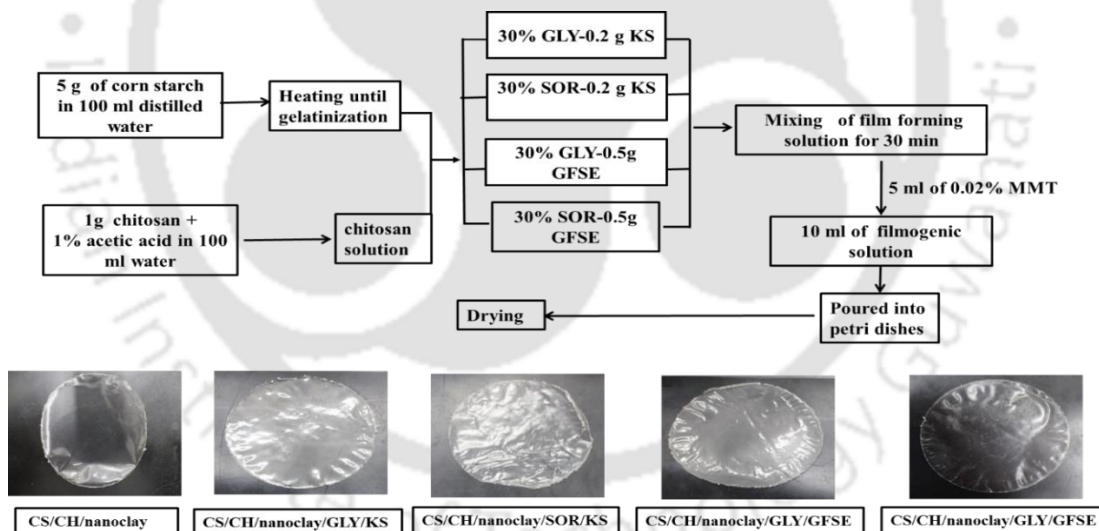 5 g of corn starch
in 100 ml distilled
water
Heating until
gelatinization
1g chitosan +
1% acetic acid in 100
ml water
chitosan
solution
30% GLY-0.2 g KS
30% SOR-0.2 g KS
30% GLY-0.5g
GFSE
30% SOR-0.5g
GFSE
Mixing of film forming
solution for 30 min
5 ml of 0.02% MMT
10 ml of filmogenic
solution
Poured into
petri dishes
Drying
CS/CH/nanoclay
CS/CH/nanoclay/GLY/KS
CS/CH/nanoclay/SOR/KS
CS/CH/nanoclay/GLY/GFSE
CS/CH/nanoclay/GLY/GFSE